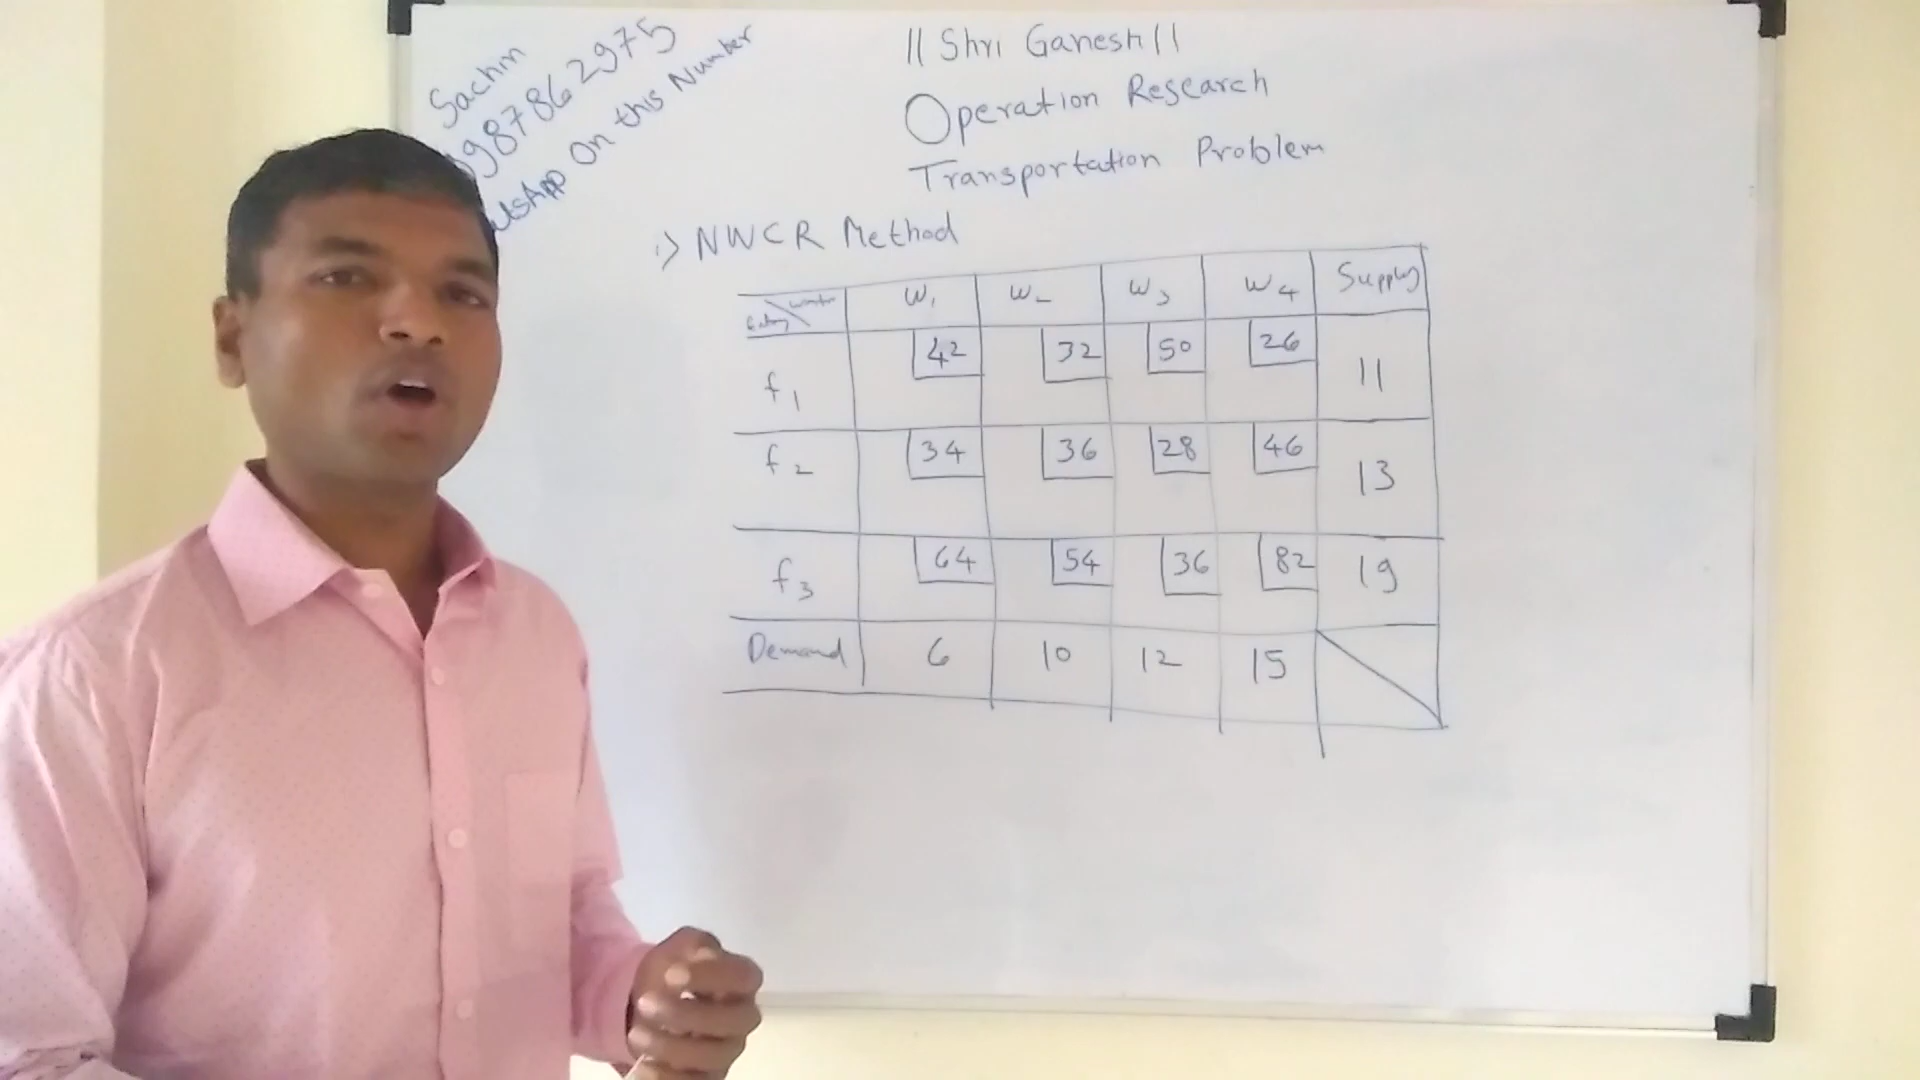 Sachin
9987862975
On this Number
|| Shri Ganesh ||
Operation Research
Transportation Problem
1) NWCR Method
W1 W2 W3 W4 Supply
f1 42 32 50 26 11
f2 34 36 28 46 13
f3 64 54 36 82 19
Demand 6 10 12 15